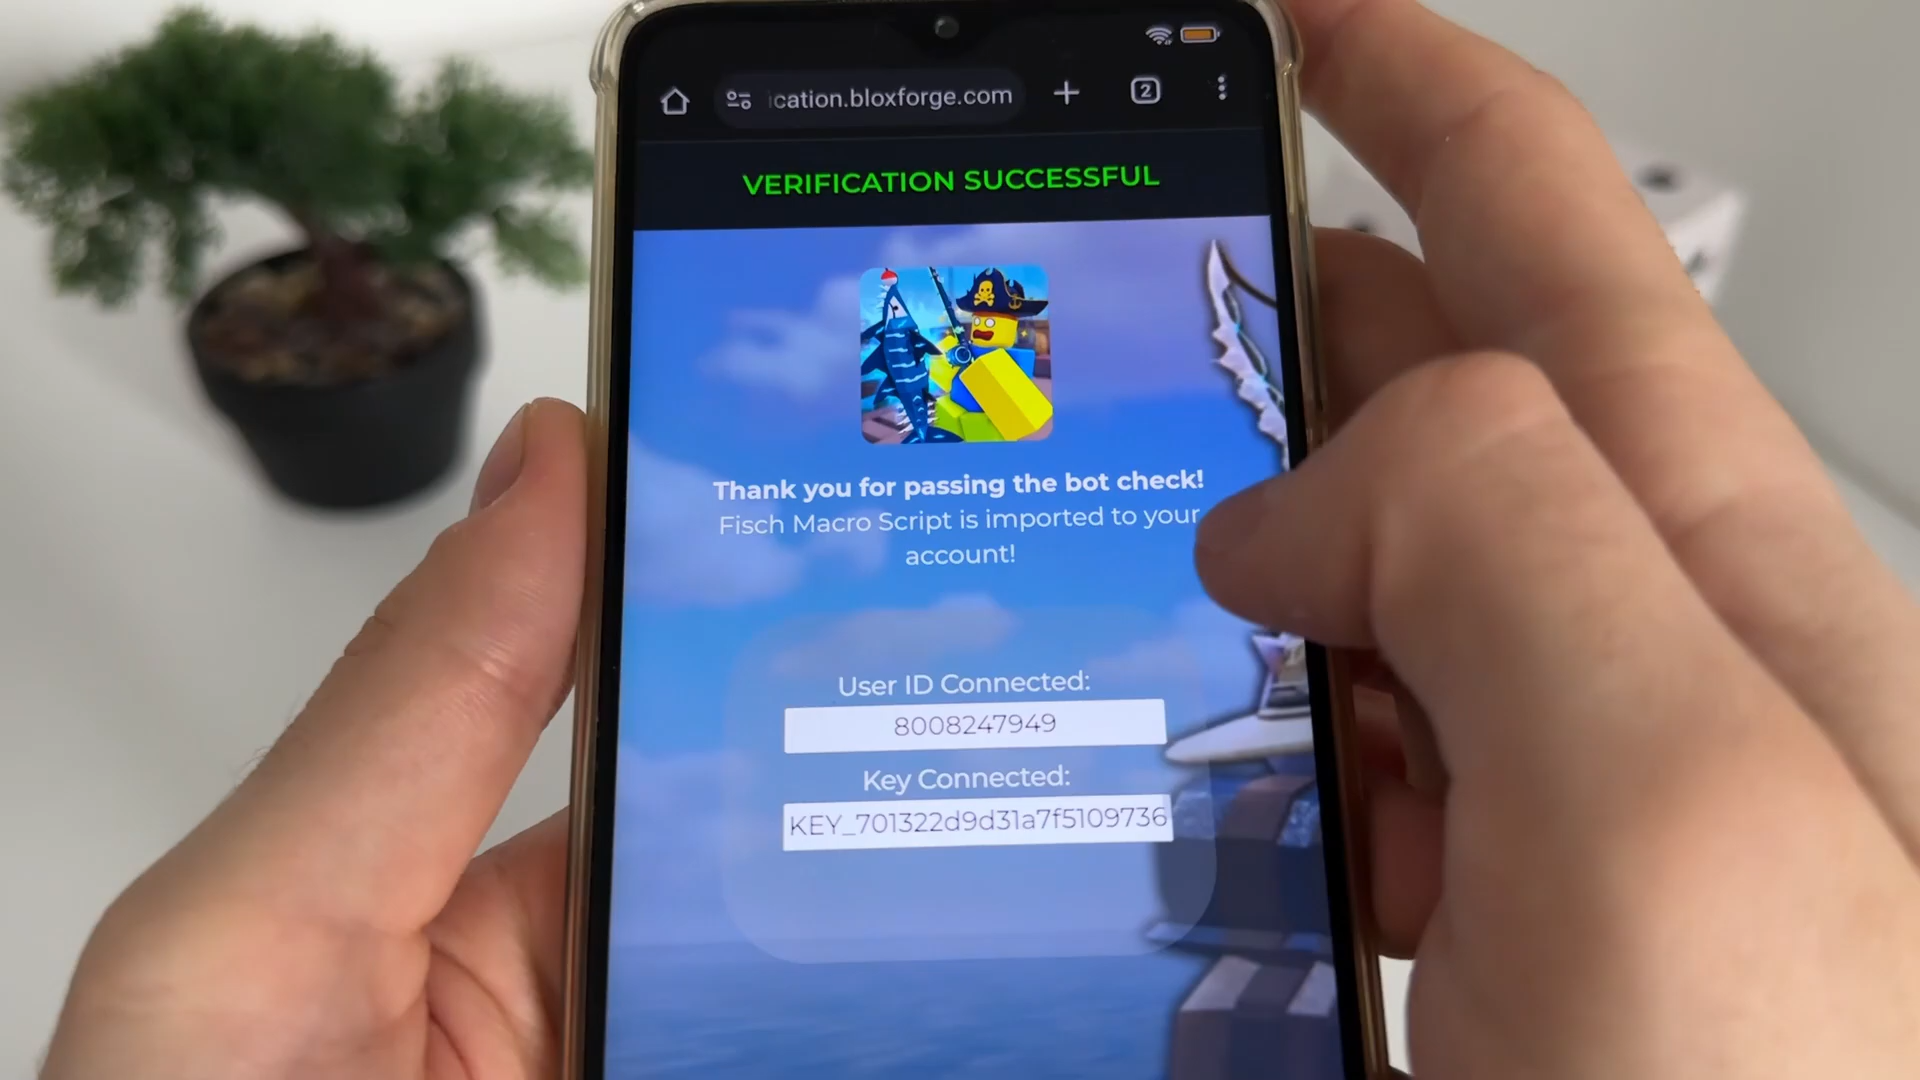 ication.bloxforge.com
2
VERIFICATION SUCCESSFUL
Thank you for passing the bot check!
Fisch Macro Script is imported to your
account!
User ID Connected:
8008247949
Key Connected:
KEY_701322d9d31a7f5109736